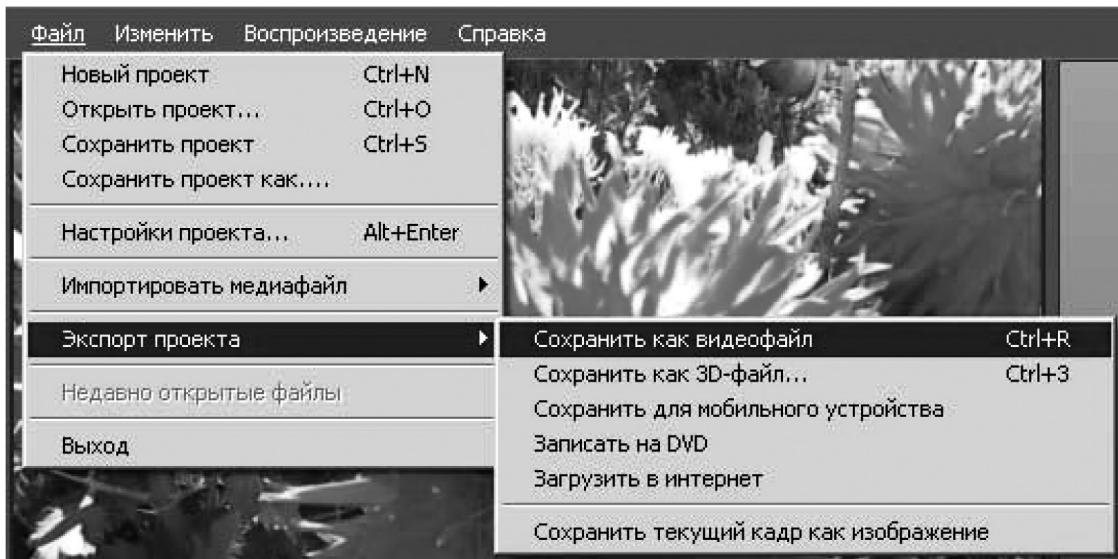 Файл Изменить Воспроизведение Справка
Новый проект Ctrl+N
Открыть проект... Ctrl+O
Сохранить проект Ctrl+S
Сохранить проект как....
Настройки проекта... Alt+Enter
Импортировать медиафайл
Экспорт проекта
Недавно открытые файлы
Выход
Сохранить как видеофайл Ctrl+R
Сохранить как 3D-файл... Ctrl+3
Сохранить для мобильного устройства
Записать на DVD
Загрузить в интернет
Сохранить текущий кадр как изображение